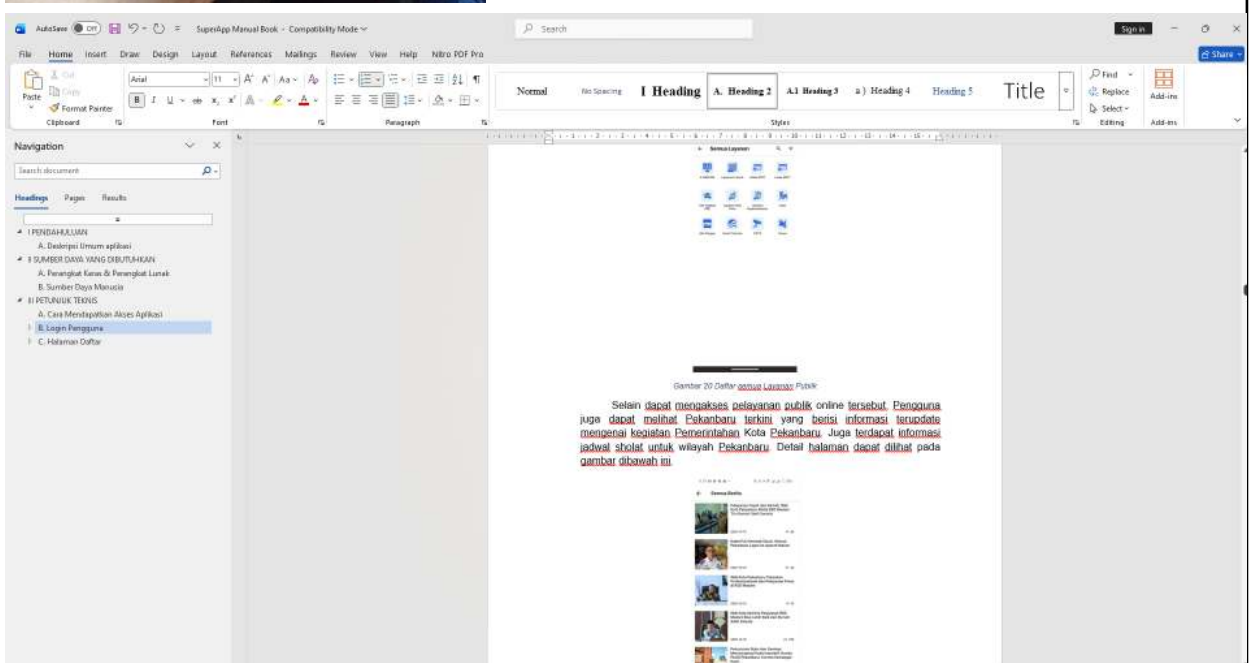 AutoSave Off SuperApp Manual Book - Compatibility Mode
Search
Sign in
File Home Insert Draw Design Layout References Mailings Review View Help Nitro PDF Pro
Share
Paste
Cut
Copy
Format Painter
Clipboard
Arial 11
Font
Paragraph
Normal No Spacing I Heading A. Heading 2 A.1 Heading 3 a) Heading 4 Heading 5 Title
Styles
Find
Replace
Select
Editing
Add-ins
Add-ins
Navigation
Search document
Headings Pages Results
I PENDAHULUAN
A. Deskripsi Umum aplikasi
II SUMBER DAYA YANG DIBUTUHKAN
A. Perangkat Keras & Perangkat Lunak
B. Sumber Daya Manusia
III PETUNJUK TEKNIS
A. Cara Mendapatkan Akses Aplikasi
B. Login Pengguna
C. Halaman Daftar
Semua Layanan
Gambar 20 Daftar semua Layanan Publik
Selain dapat mengakses pelayanan publik online tersebut, Pengguna
juga dapat melihat Pekanbaru terkini yang berisi informasi terupdate
mengenai kegiatan Pemerintahan Kota Pekanbaru. Juga terdapat informasi
jadwal sholat untuk wilayah Pekanbaru. Detail halaman dapat dilihat pada
gambar dibawah ini
Semua Berita